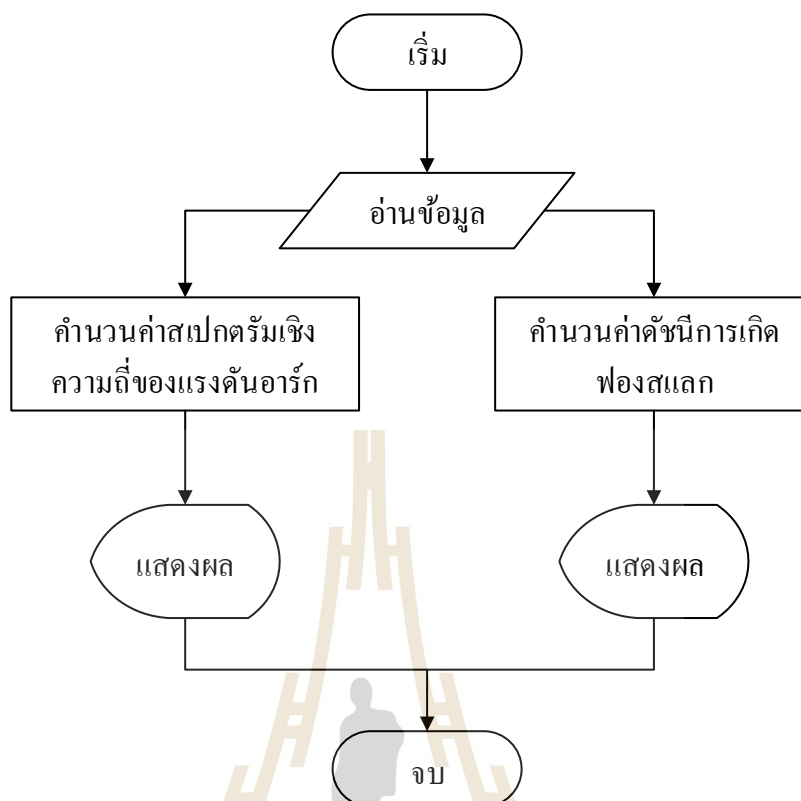 เริ่ม
อ่านข้อมูล
คำนวนค่าสเปกตรัมเชิง
ความถี่ของแรงดันอาร์ก
คำนวนค่าดัชนีการเกิด
ฟองสแลก
แสดงผล
แสดงผล
จบ